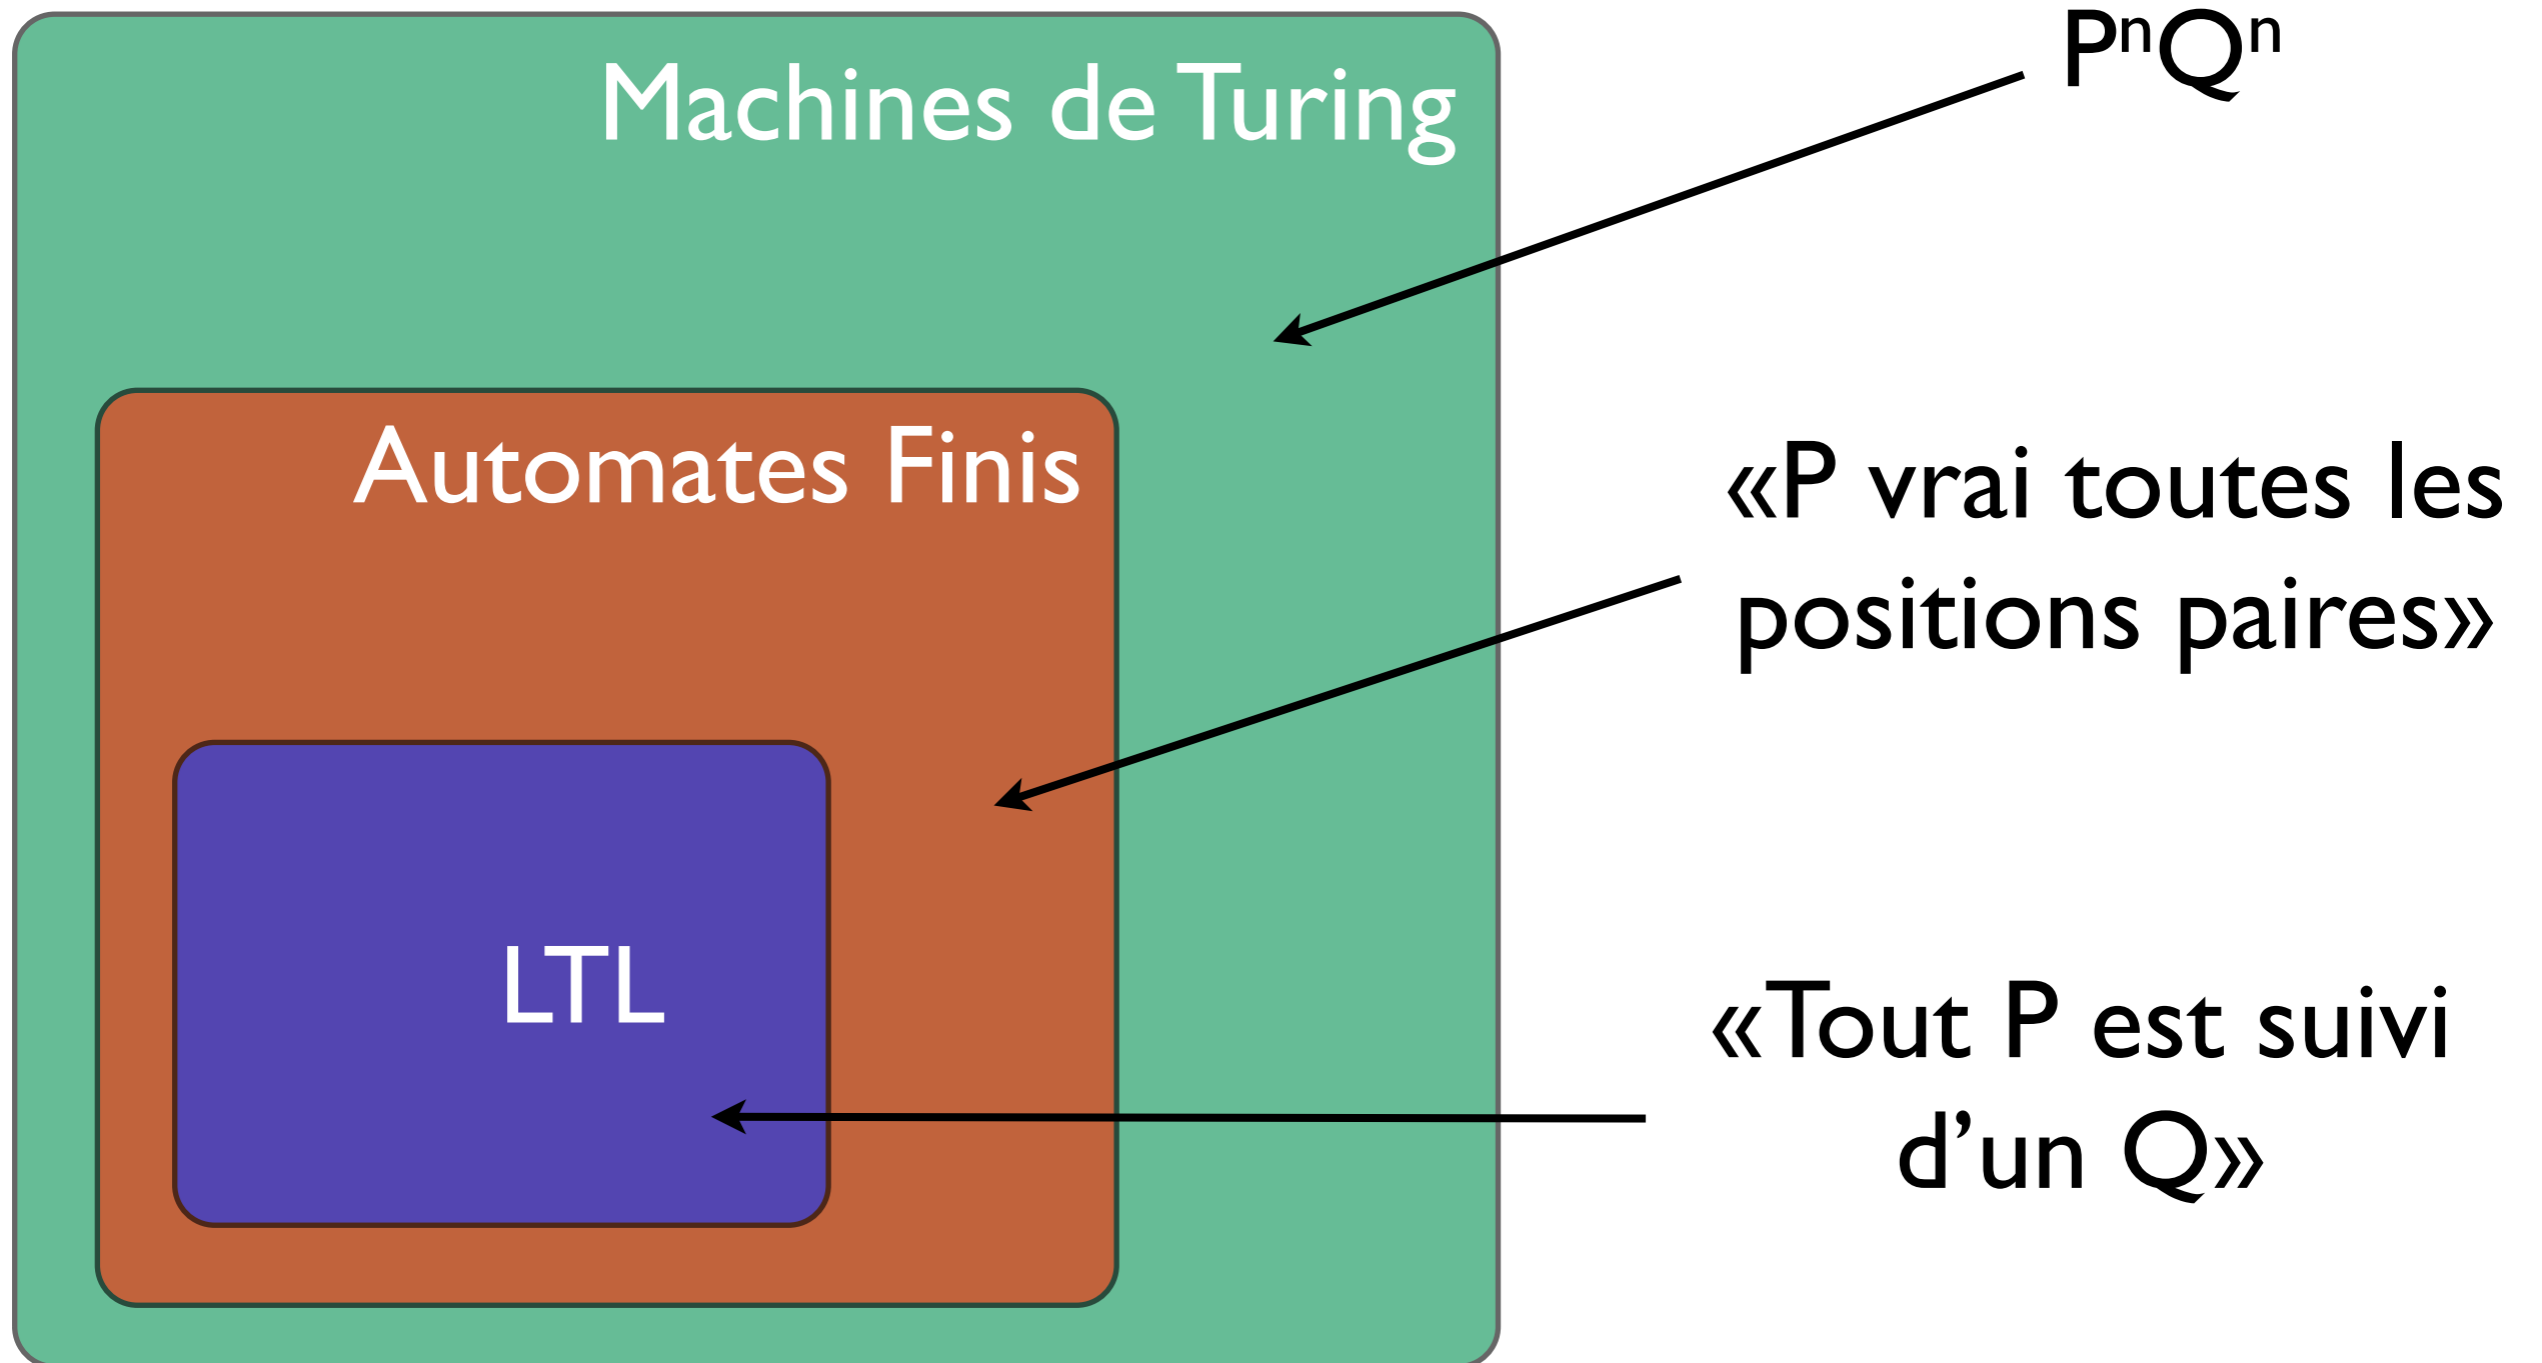 Machines de Turing
PⁿQⁿ
Automates Finis
«P vrai toutes les
positions paires»
LTL
«Tout P est suivi
d’un Q»